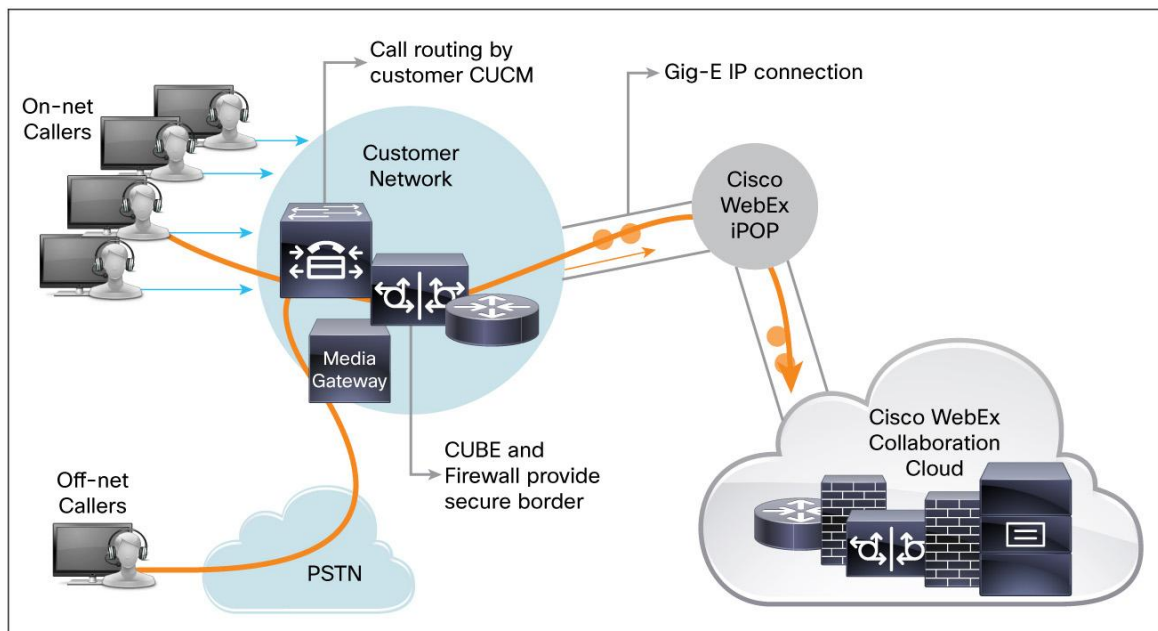 Call routing by
customer CUCM
Gig-E IP connection
On-net
Callers
Customer
Network
Cisco
WebEx
iPOP
Media
Gateway
Cisco WebEx
Collaboration
Cloud
CUBE and
Firewall provide
secure border
Off-net
Callers
PSTN